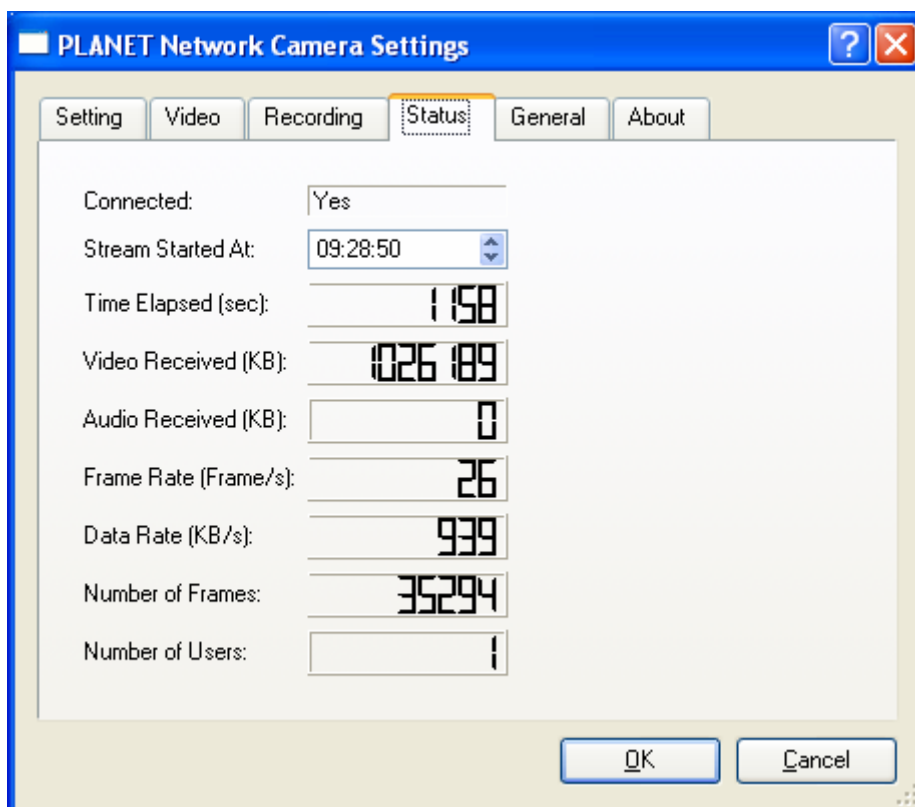 PLANET Network Camera Settings
Setting Video Recording Status General About
Connected: Yes
Stream Started At: 09:28:50
Time Elapsed (sec): 1158
Video Received (KB): 1026189
Audio Received (KB): 0
Frame Rate (Frame/s): 26
Data Rate (KB/s): 939
Number of Frames: 35294
Number of Users: 1
OK Cancel